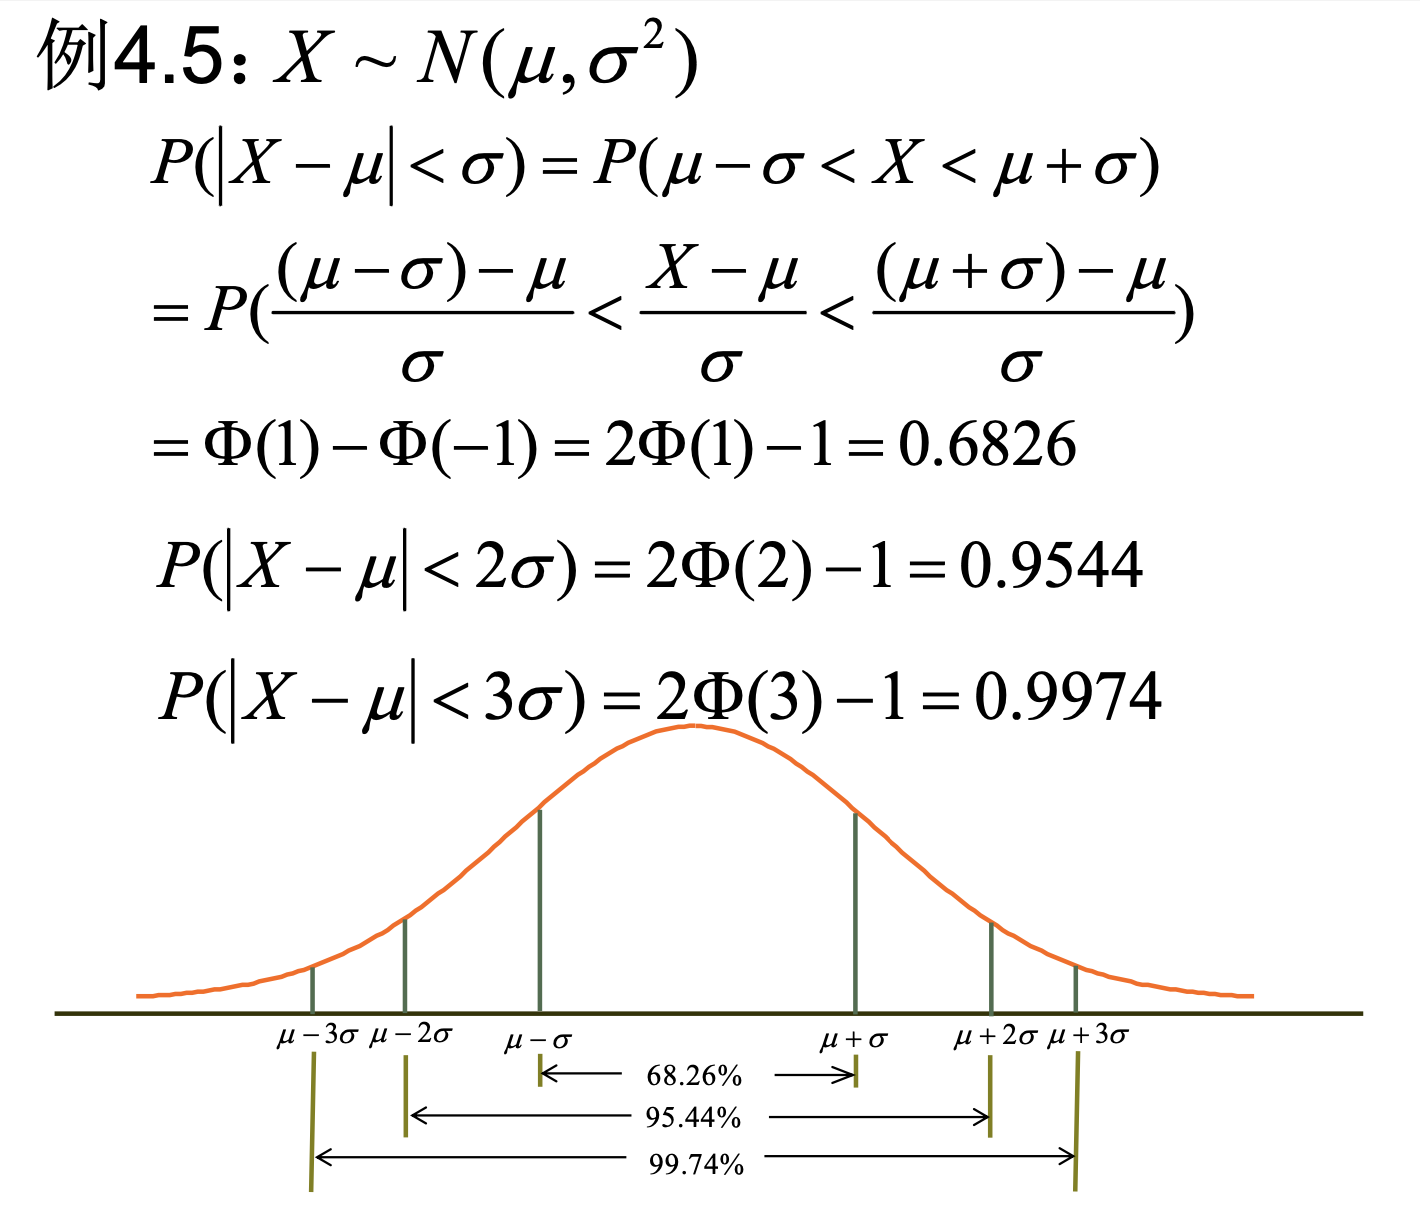 例4.5: X ~ N(μ,σ²)
P(|X − μ| < σ) = P(μ − σ < X < μ + σ)
= P( ((μ − σ) − μ)/σ < (X − μ)/σ < ((μ + σ) − μ)/σ )
= Φ(1) − Φ(−1) = 2Φ(1) − 1 = 0.6826
P(|X − μ| < 2σ) = 2Φ(2) − 1 = 0.9544
P(|X − μ| < 3σ) = 2Φ(3) − 1 = 0.9974
μ − 3σ μ − 2σ μ − σ μ + σ μ + 2σ μ + 3σ
68.26%
95.44%
99.74%